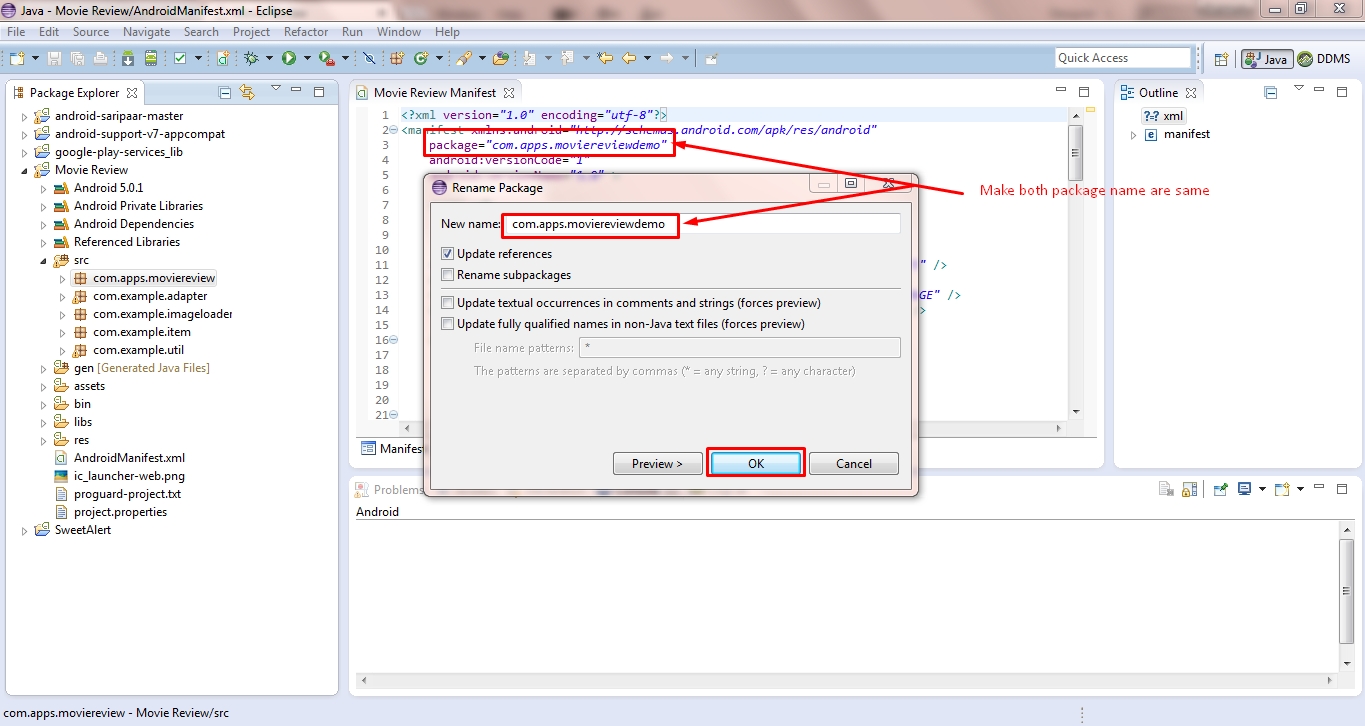 Java - Movie Review/AndroidManifest.xml - Eclipse
File Edit Source Navigate Search Project Refactor Run Window Help
Quick Access
Java
DDMS
Package Explorer
android-saripaar-master
android-support-v7-appcompat
google-play-services_lib
Movie Review
Android 5.0.1
Android Private Libraries
Android Dependencies
Referenced Libraries
src
com.apps.moviereview
com.example.adapter
com.example.imageloader
com.example.item
com.example.util
gen [Generated Java Files]
assets
bin
libs
res
AndroidManifest.xml
ic_launcher-web.png
proguard-project.txt
project.properties
SweetAlert
Movie Review Manifest
1 <?xml version="1.0" encoding="utf-8"?>
2 <manifest xmlns:android="http://schemas.android.com/apk/res/android"
3 package="com.apps.moviereviewdemo"
4 android:versionCode="1"
5
6
7
8
9
10
11 " />
12
13 GE" />
14 >
15
16
17
18
19
20
21
Make both package name are same
Rename Package
New name: com.apps.moviereviewdemo
Update references
Rename subpackages
Update textual occurrences in comments and strings (forces preview)
Update fully qualified names in non-Java text files (forces preview)
File name patterns: *
The patterns are separated by commas (* = any string, ? = any character)
Preview > OK Cancel
Manifest
Outline
?=? xml
e manifest
Problems
Android
com.apps.moviereview - Movie Review/src